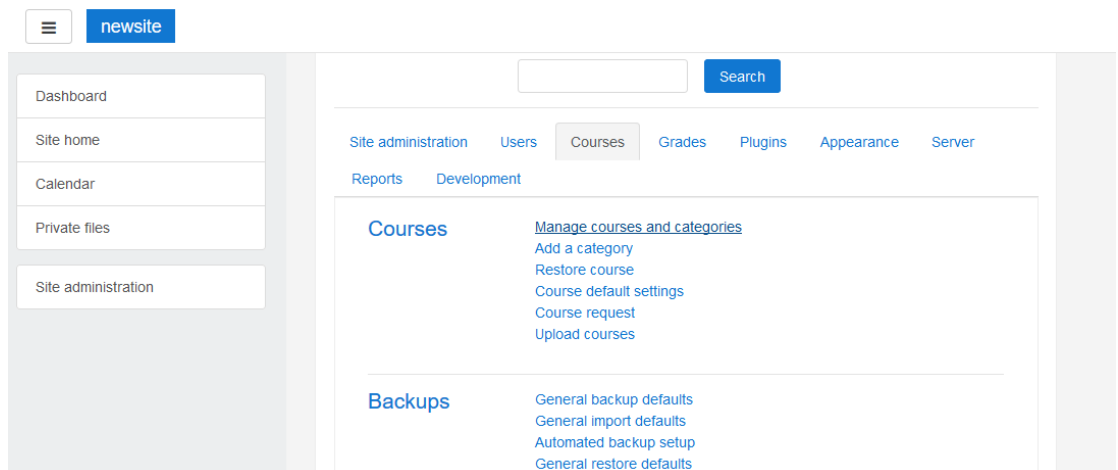 newsite
Search
Dashboard
Site home
Calendar
Private files
Site administration
Site administration Users Courses Grades Plugins Appearance Server
Reports Development
Courses
Manage courses and categories
Add a category
Restore course
Course default settings
Course request
Upload courses
Backups
General backup defaults
General import defaults
Automated backup setup
General restore defaults